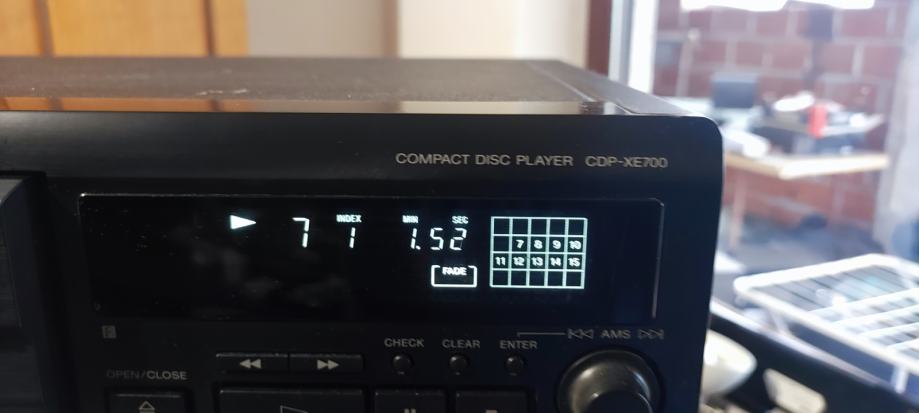 COMPACT DISC PLAYER CDP-XE700
INDEX MIN SEC
7 1 1.52
7 8 9 10
FADE
11 12 13 14 15
CHECK CLEAR ENTER AMS
OPEN/CLOSE